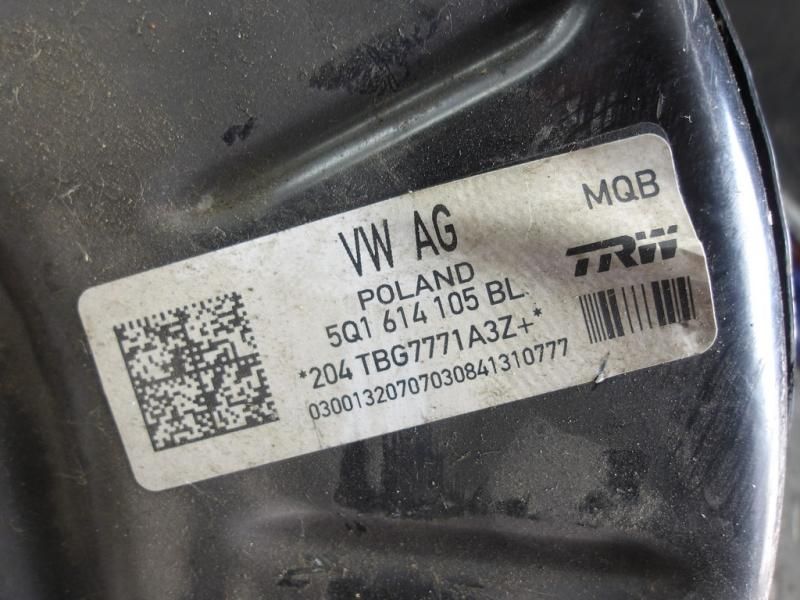 MQB
VW AG
TRW
POLAND
5Q1 614 105 BL.
*204 TBG7771A3Z+*
03001320707030841310777